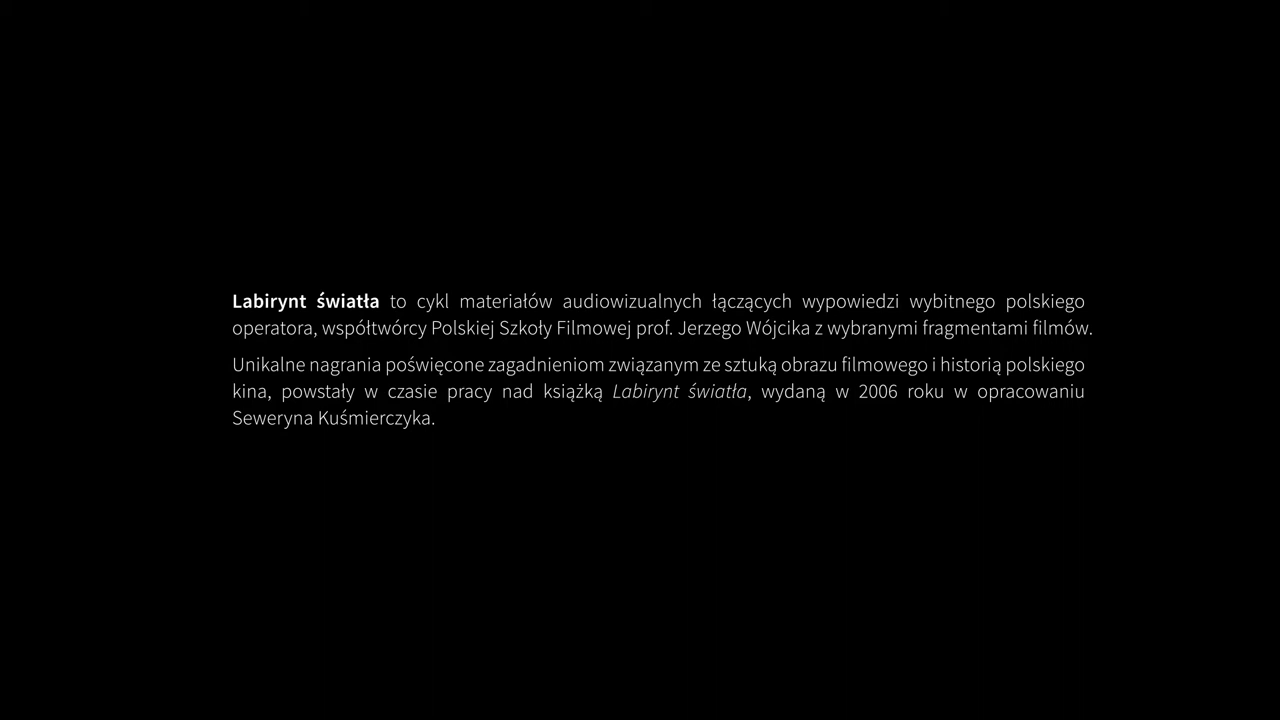 Labirynt światła to cykl materiałów audiowizualnych łączących wypowiedzi wybitnego polskiego
operatora, współtwórcy Polskiej Szkoły Filmowej prof. Jerzego Wójcika z wybranymi fragmentami filmów.
Unikalne nagrania poświęcone zagadnieniom związanym ze sztuką obrazu filmowego i historią polskiego
kina, powstały w czasie pracy nad książką Labirynt światła, wydaną w 2006 roku w opracowaniu
Seweryna Kuśmierczyka.